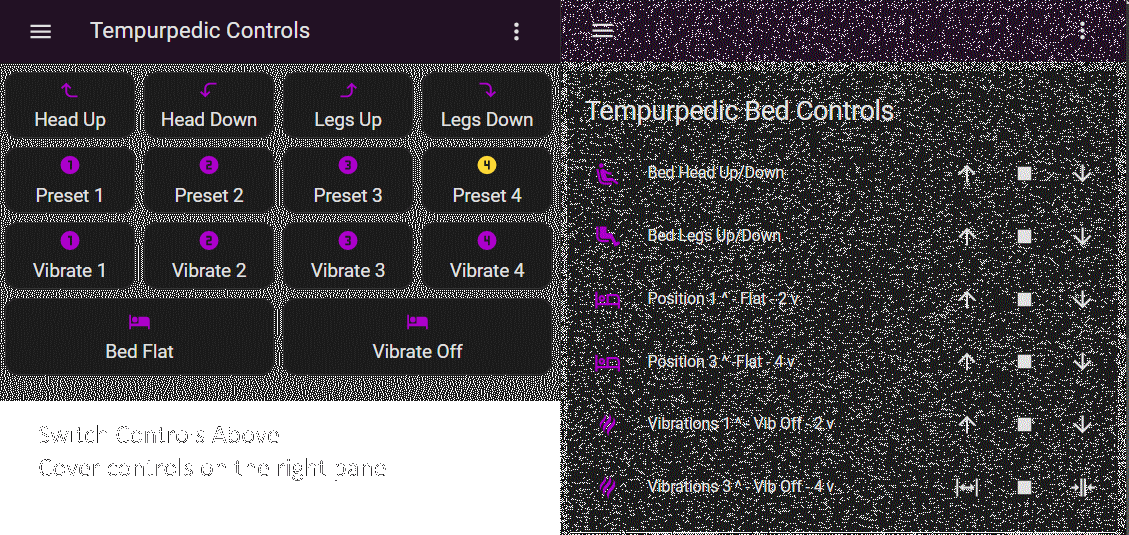 Tempurpedic Controls
Head Up
Head Down
Legs Up
Legs Down
1
2
3
4
Preset 1
Preset 2
Preset 3
Preset 4
1
2
3
4
Vibrate 1
Vibrate 2
Vibrate 3
Vibrate 4
Bed Flat
Vibrate Off
Switch Controls Above
Cover controls on the right pane
Tempurpedic Bed Controls
Bed Head Up/Down
Bed Legs Up/Down
Position 1 ^ - Flat - 2 v
Position 3 ^ -Flat - 4 v
Vibrations 1 ^ - Vib Off - 2 v
Vibrations 3 ^ - Vib Off - 4 v